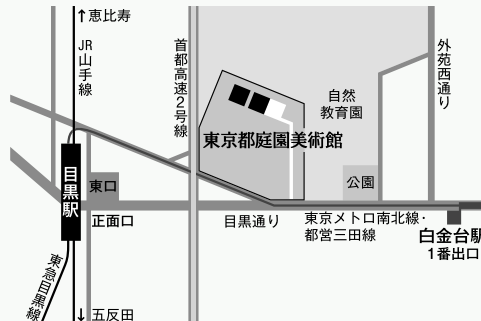 ↑恵比寿
JR山手線
首都高速2号線
外苑西通り
自然
教育園
東京都庭園美術館
目黒駅
東口
公園
正面口
目黒通り
東京メトロ南北線・
都営三田線
白金台駅
1番出口
東急目黒線
↓五反田